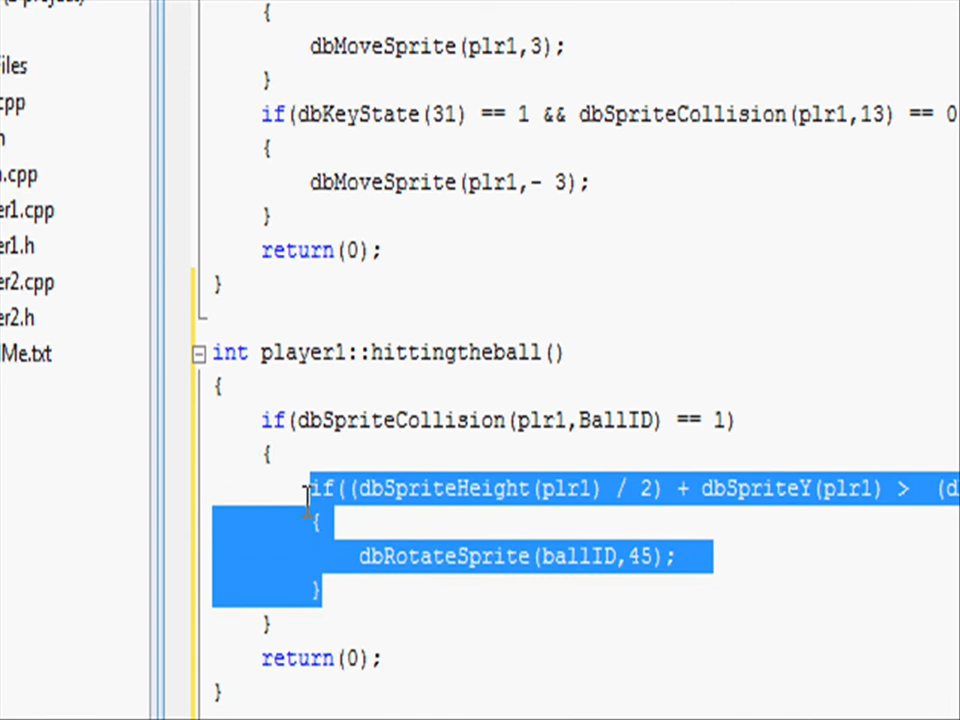 {
dbMoveSprite(plr1,3);
}
if(dbKeyState(31) == 1 && dbSpriteCollision(plr1,13) == 0
{
dbMoveSprite(plr1,- 3);
}
return(0);
}
int player1::hittingtheball()
{
if(dbSpriteCollision(plr1,BallID) == 1)
{
if((dbSpriteHeight(plr1) / 2) + dbSpriteY(plr1) > (d
{
dbRotateSprite(ballID,45);
}
}
return(0);
}
iles
cpp
.cpp
er1.cpp
er1.h
er2.cpp
er2.h
Me.txt